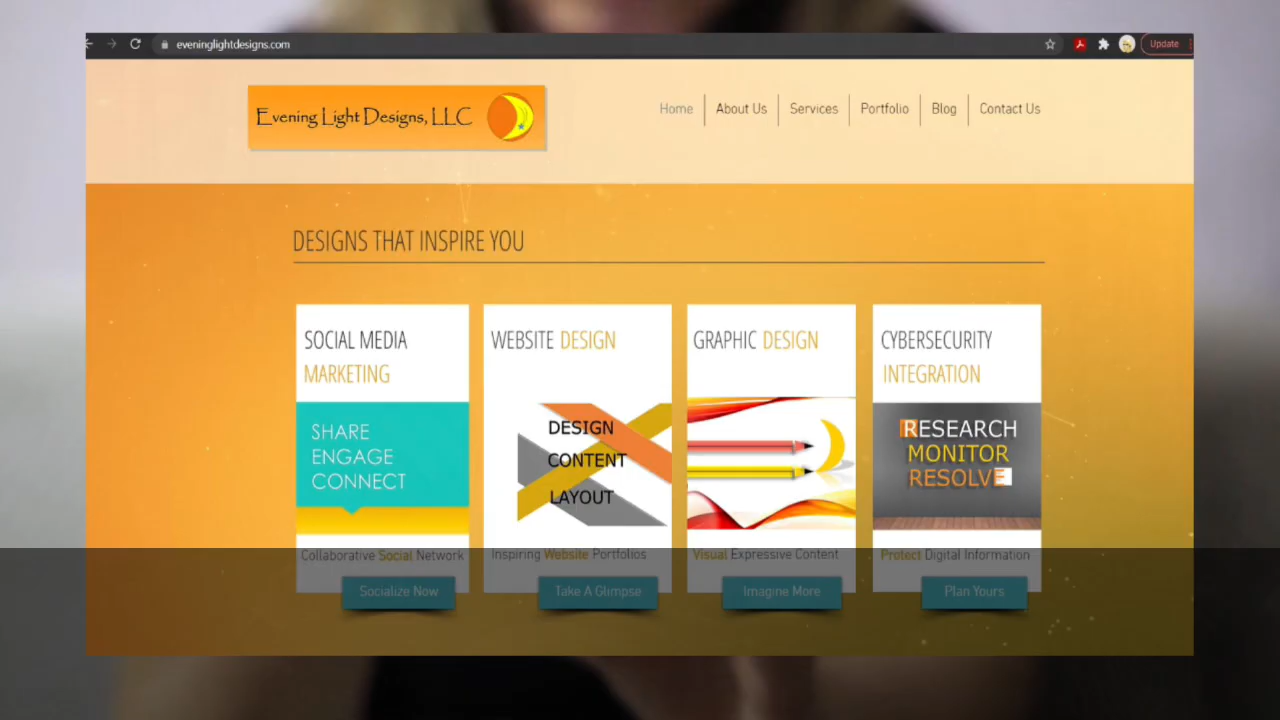 eveninglightdesigns.com
Update
Evening Light Designs, LLC
Home
About Us
Services
Portfolio
Blog
Contact Us
DESIGNS THAT INSPIRE YOU
SOCIAL MEDIA
MARKETING
SHARE
ENGAGE
CONNECT
Collaborative Social Network
Socialize Now
WEBSITE DESIGN
DESIGN
CONTENT
LAYOUT
Inspiring Website Portfolios
Take A Glimpse
GRAPHIC DESIGN
Visual Expressive Content
Imagine More
CYBERSECURITY
INTEGRATION
RESEARCH
MONITOR
RESOLVE
Protect Digital Information
Plan Yours